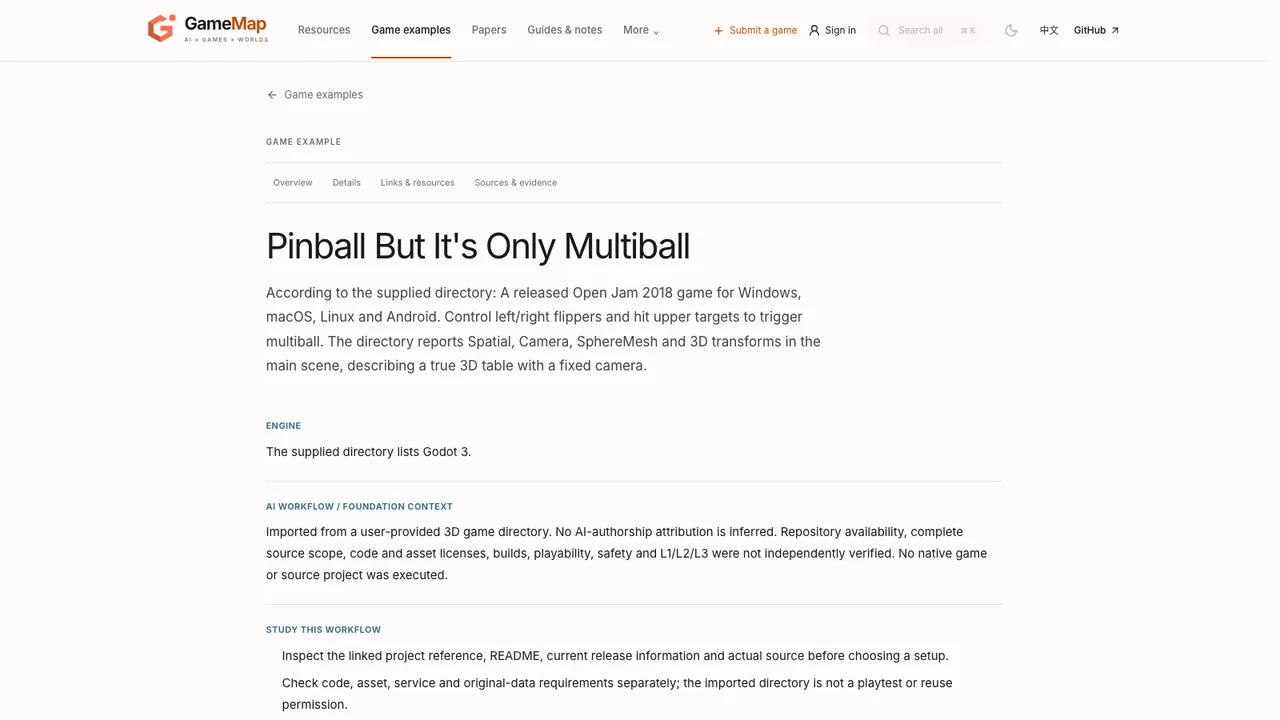 GameMap
AI × GAMES × WORLDS
Resources
Game examples
Papers
Guides & notes
More
+ Submit a game
Sign in
Search all
⌘ K
中文
GitHub ↗
← Game examples
GAME EXAMPLE
Overview
Details
Links & resources
Sources & evidence
Pinball But It's Only Multiball
According to the supplied directory: A released Open Jam 2018 game for Windows,
macOS, Linux and Android. Control left/right flippers and hit upper targets to trigger
multiball. The directory reports Spatial, Camera, SphereMesh and 3D transforms in the
main scene, describing a true 3D table with a fixed camera.
ENGINE
The supplied directory lists Godot 3.
AI WORKFLOW / FOUNDATION CONTEXT
Imported from a user-provided 3D game directory. No AI-authorship attribution is inferred. Repository availability, complete
source scope, code and asset licenses, builds, playability, safety and L1/L2/L3 were not independently verified. No native game
or source project was executed.
STUDY THIS WORKFLOW
Inspect the linked project reference, README, current release information and actual source before choosing a setup.
Check code, asset, service and original-data requirements separately; the imported directory is not a playtest or reuse
permission.